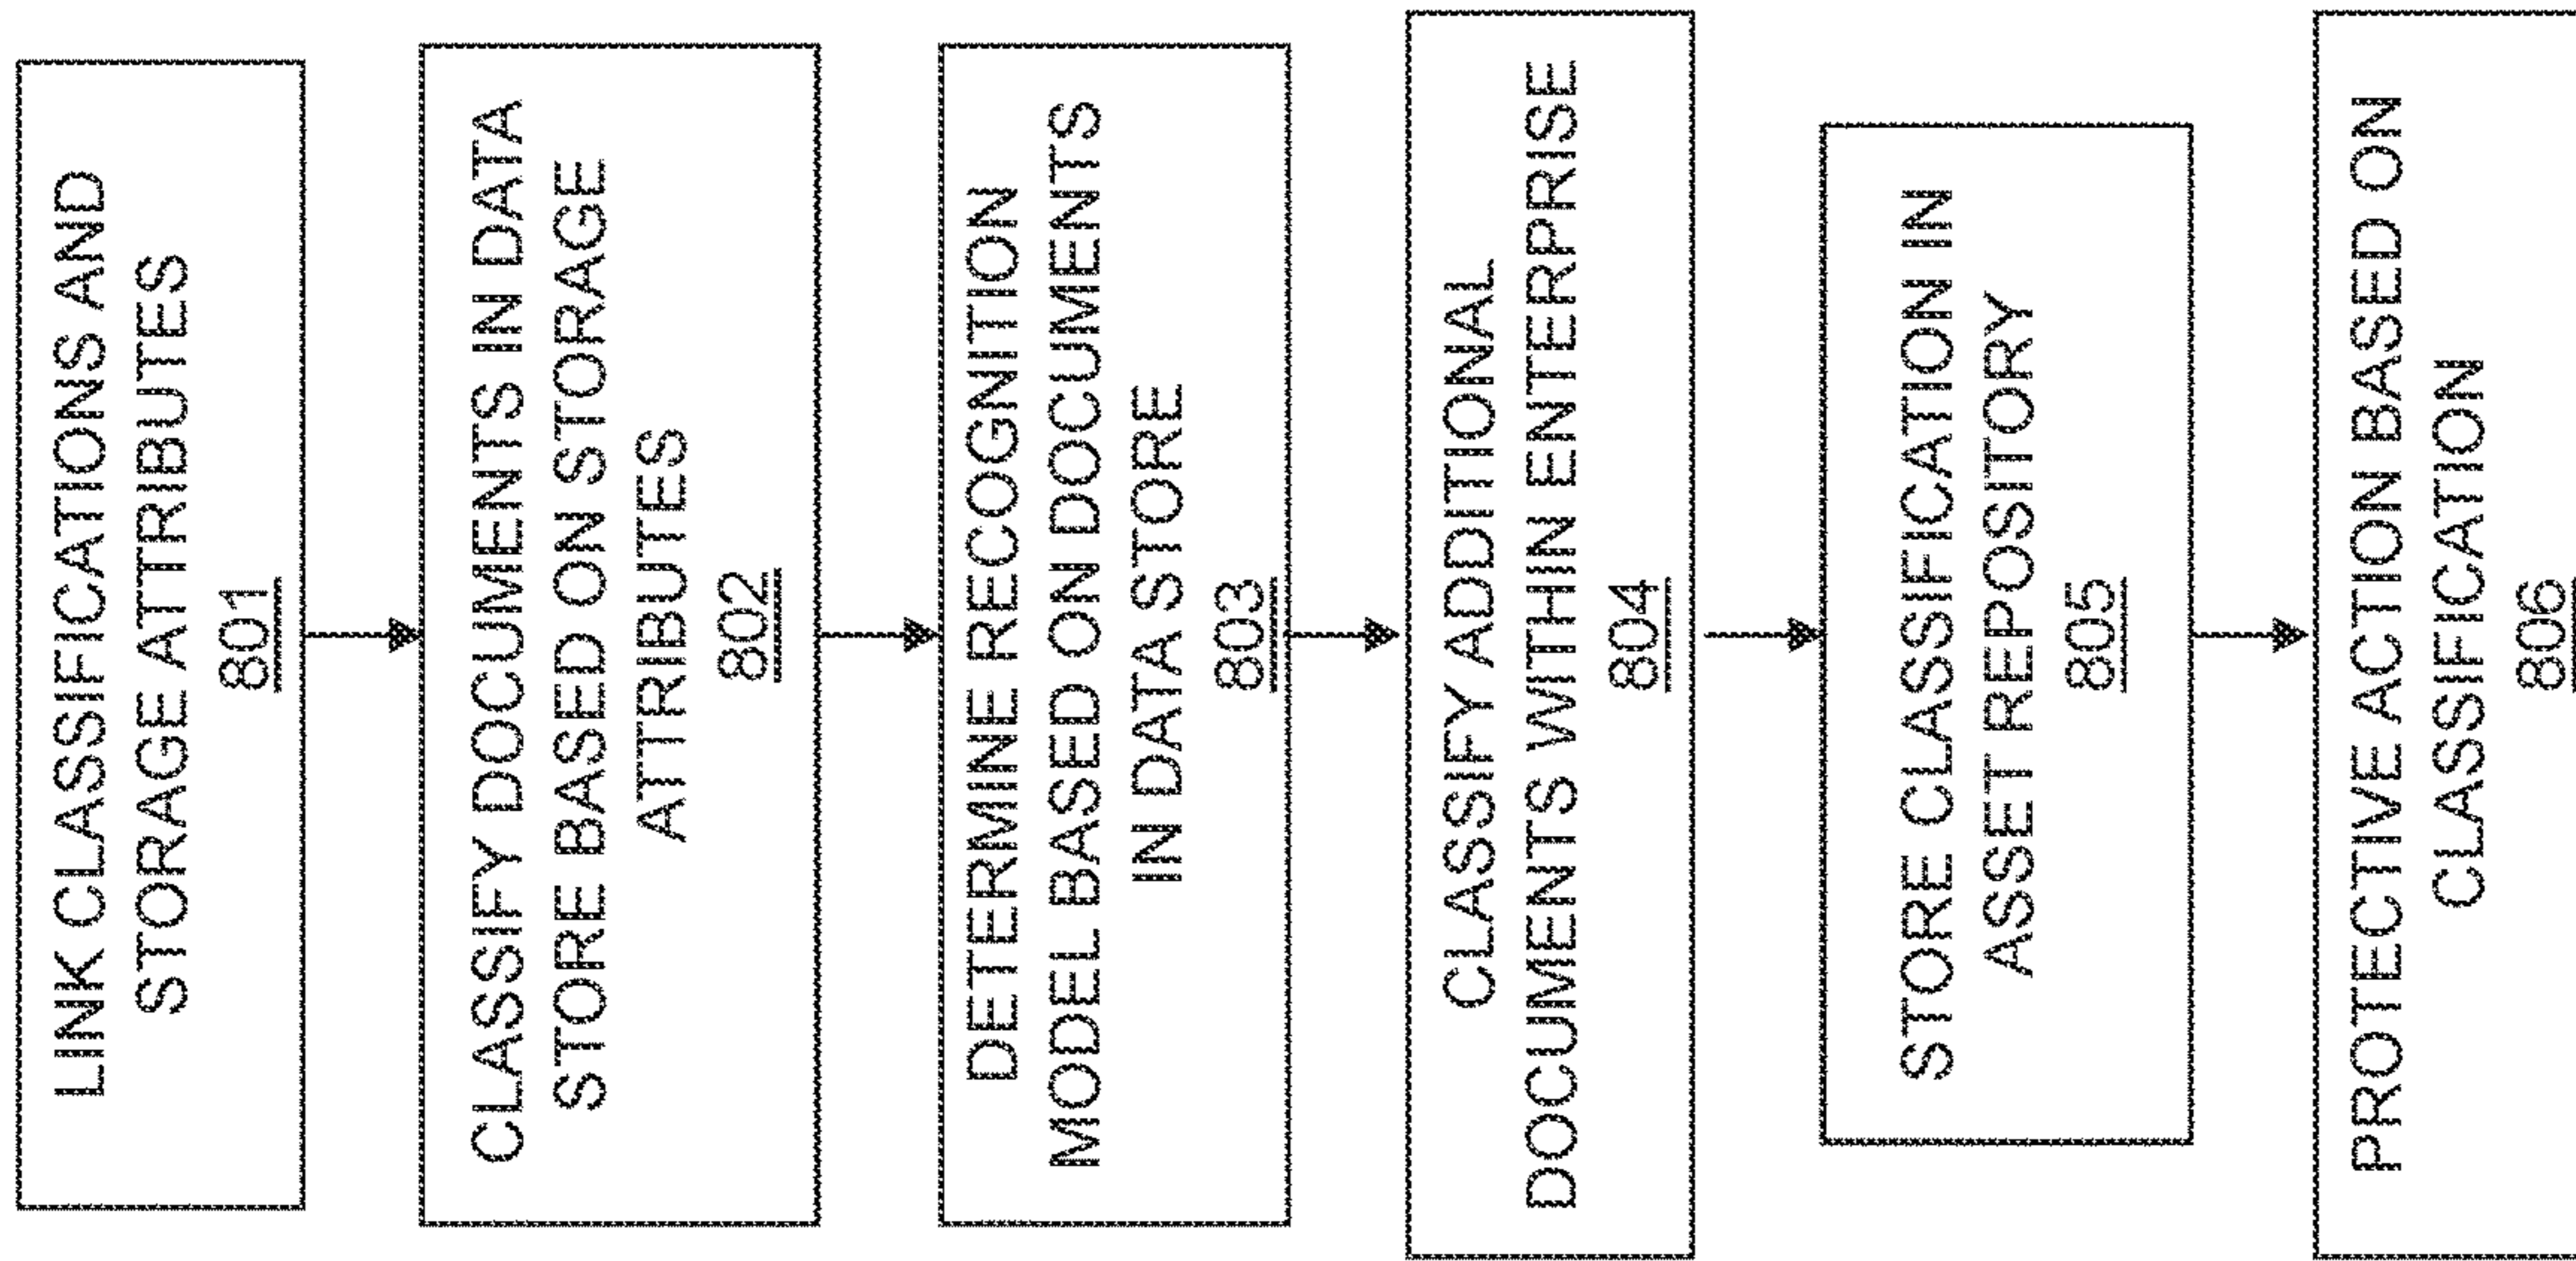 LINK CLASSIFICATIONS AND
STORAGE ATTRIBUTES
801
CLASSIFY DOCUMENTS IN DATA
STORE BASED ON STORAGE
ATTRIBUTES
802
DETERMINE RECOGNITION
MODEL BASED ON DOCUMENTS
IN DATA STORE
803
CLASSIFY ADDITIONAL
DOCUMENTS WITHIN ENTERPRISE
804
STORE CLASSIFICATION IN
ASSET REPOSITORY
805
PROTECTIVE ACTION BASED ON
CLASSIFICATION
806